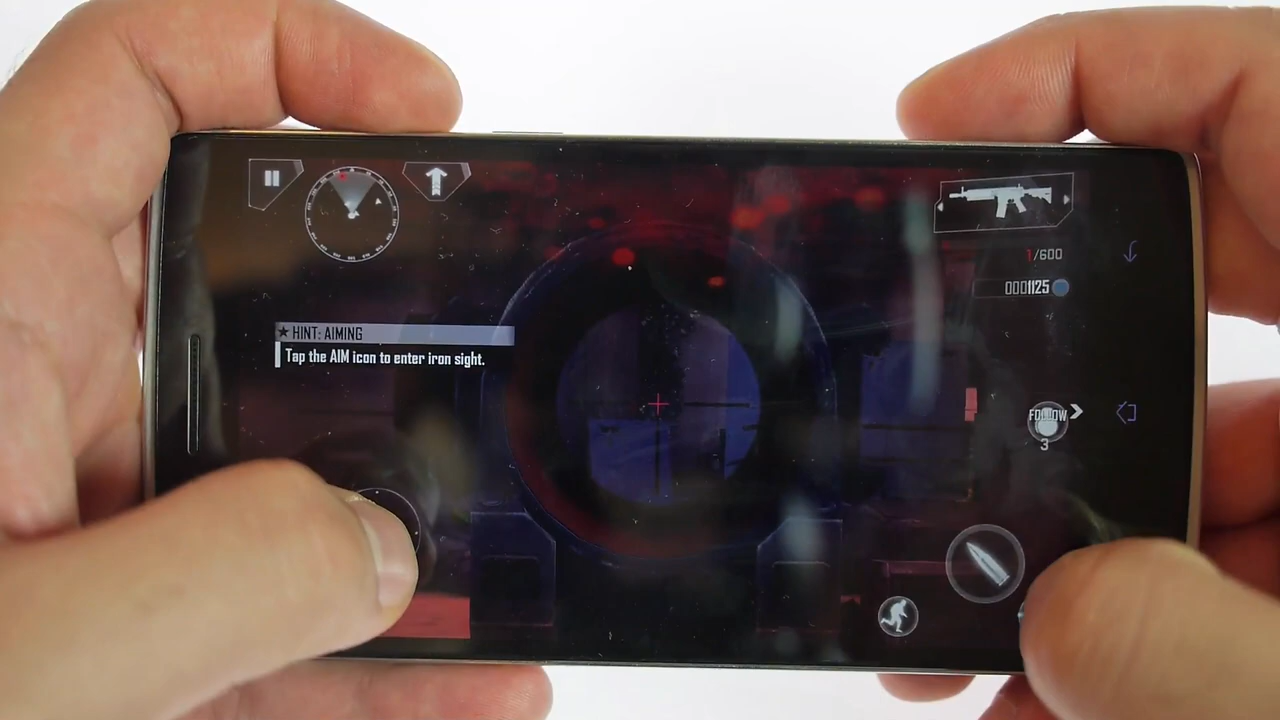 HINT: AIMING
Tap the AIM icon to enter iron sight.
1/600
0001125
FOLLOW
3